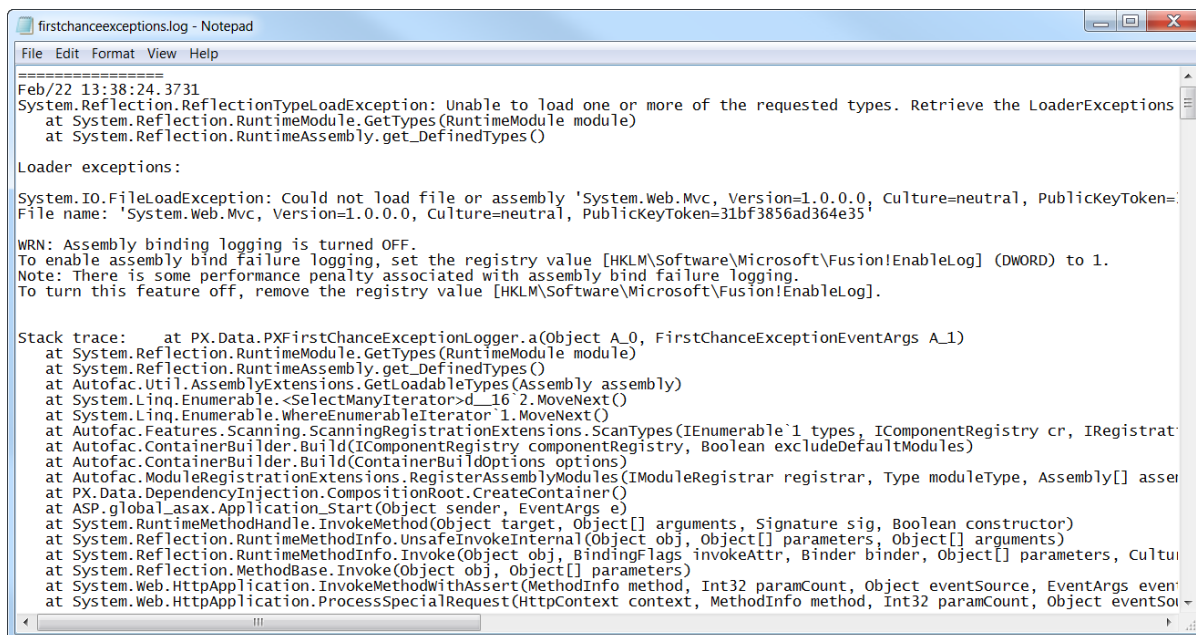 firstchanceexceptions.log - Notepad
File Edit Format View Help
================
Feb/22 13:38:24.3731
System.Reflection.ReflectionTypeLoadException: Unable to load one or more of the requested types. Retrieve the LoaderExceptions
at System.Reflection.RuntimeModule.GetTypes(RuntimeModule module)
at System.Reflection.RuntimeAssembly.get_DefinedTypes()
Loader exceptions:
System.IO.FileLoadException: Could not load file or assembly 'System.Web.Mvc, Version=1.0.0.0, Culture=neutral, PublicKeyToken=
File name: 'System.Web.Mvc, Version=1.0.0.0, Culture=neutral, PublicKeyToken=31bf3856ad364e35'
WRN: Assembly binding logging is turned OFF.
To enable assembly bind failure logging, set the registry value [HKLM\Software\Microsoft\Fusion!EnableLog] (DWORD) to 1.
Note: There is some performance penalty associated with assembly bind failure logging.
To turn this feature off, remove the registry value [HKLM\Software\Microsoft\Fusion!EnableLog].
Stack trace:    at PX.Data.PXFirstChanceExceptionLogger.a(Object A_0, FirstChanceExceptionEventArgs A_1)
at System.Reflection.RuntimeModule.GetTypes(RuntimeModule module)
at System.Reflection.RuntimeAssembly.get_DefinedTypes()
at Autofac.Util.AssemblyExtensions.GetLoadableTypes(Assembly assembly)
at System.Linq.Enumerable.<SelectManyIterator>d__16`2.MoveNext()
at System.Linq.Enumerable.WhereEnumerableIterator`1.MoveNext()
at Autofac.Features.Scanning.ScanningRegistrationExtensions.ScanTypes(IEnumerable`1 types, IComponentRegistry cr, IRegistrat
at Autofac.ContainerBuilder.Build(IComponentRegistry componentRegistry, Boolean excludeDefaultModules)
at Autofac.ContainerBuilder.Build(ContainerBuildOptions options)
at Autofac.ModuleRegistrationExtensions.RegisterAssemblyModules(IModuleRegistrar registrar, Type moduleType, Assembly[] assem
at PX.Data.DependencyInjection.CompositionRoot.CreateContainer()
at ASP.global_asax.Application_Start(Object sender, EventArgs e)
at System.RuntimeMethodHandle.InvokeMethod(Object target, Object[] arguments, Signature sig, Boolean constructor)
at System.Reflection.RuntimeMethodInfo.UnsafeInvokeInternal(Object obj, Object[] parameters, Object[] arguments)
at System.Reflection.RuntimeMethodInfo.Invoke(Object obj, BindingFlags invokeAttr, Binder binder, Object[] parameters, Cultu
at System.Reflection.MethodBase.Invoke(Object obj, Object[] parameters)
at System.Web.HttpApplication.InvokeMethodWithAssert(MethodInfo method, Int32 paramCount, Object eventSource, EventArgs even
at System.Web.HttpApplication.ProcessSpecialRequest(HttpContext context, MethodInfo method, Int32 paramCount, Object eventSou